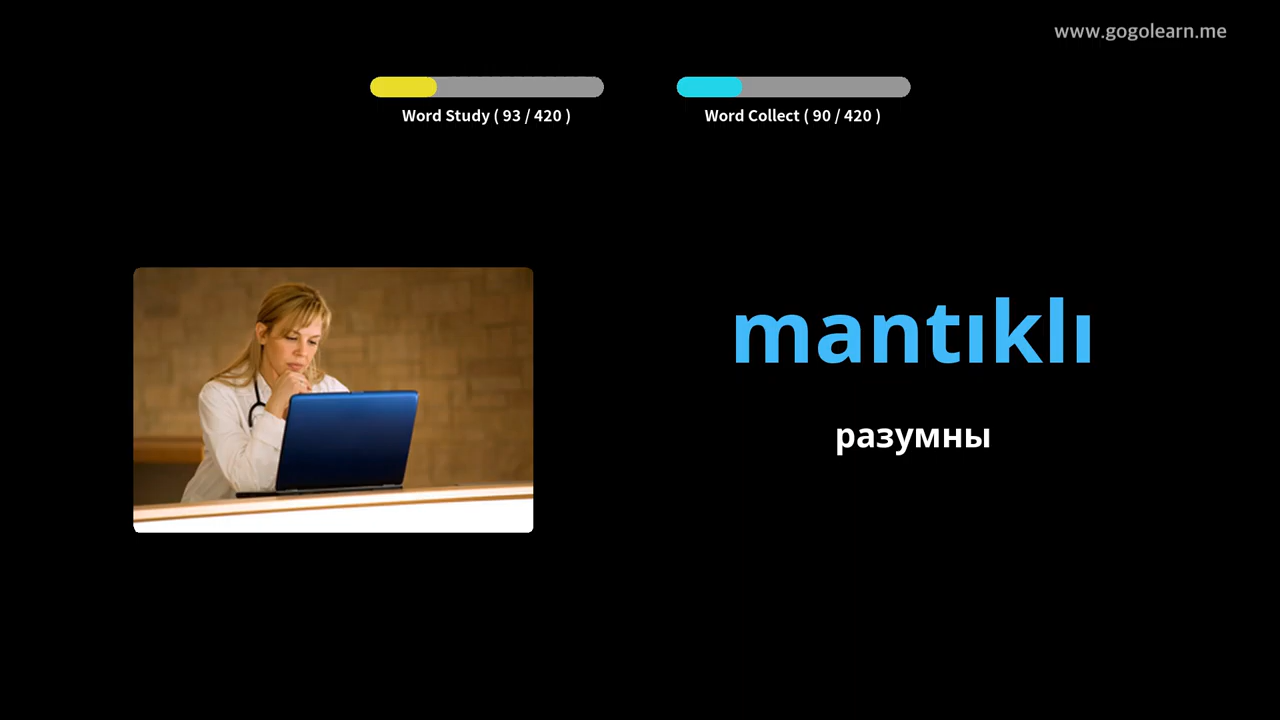 www.gogolearn.me
Word Study ( 93 / 420 )
Word Collect ( 90 / 420 )
mantıklı
разумны